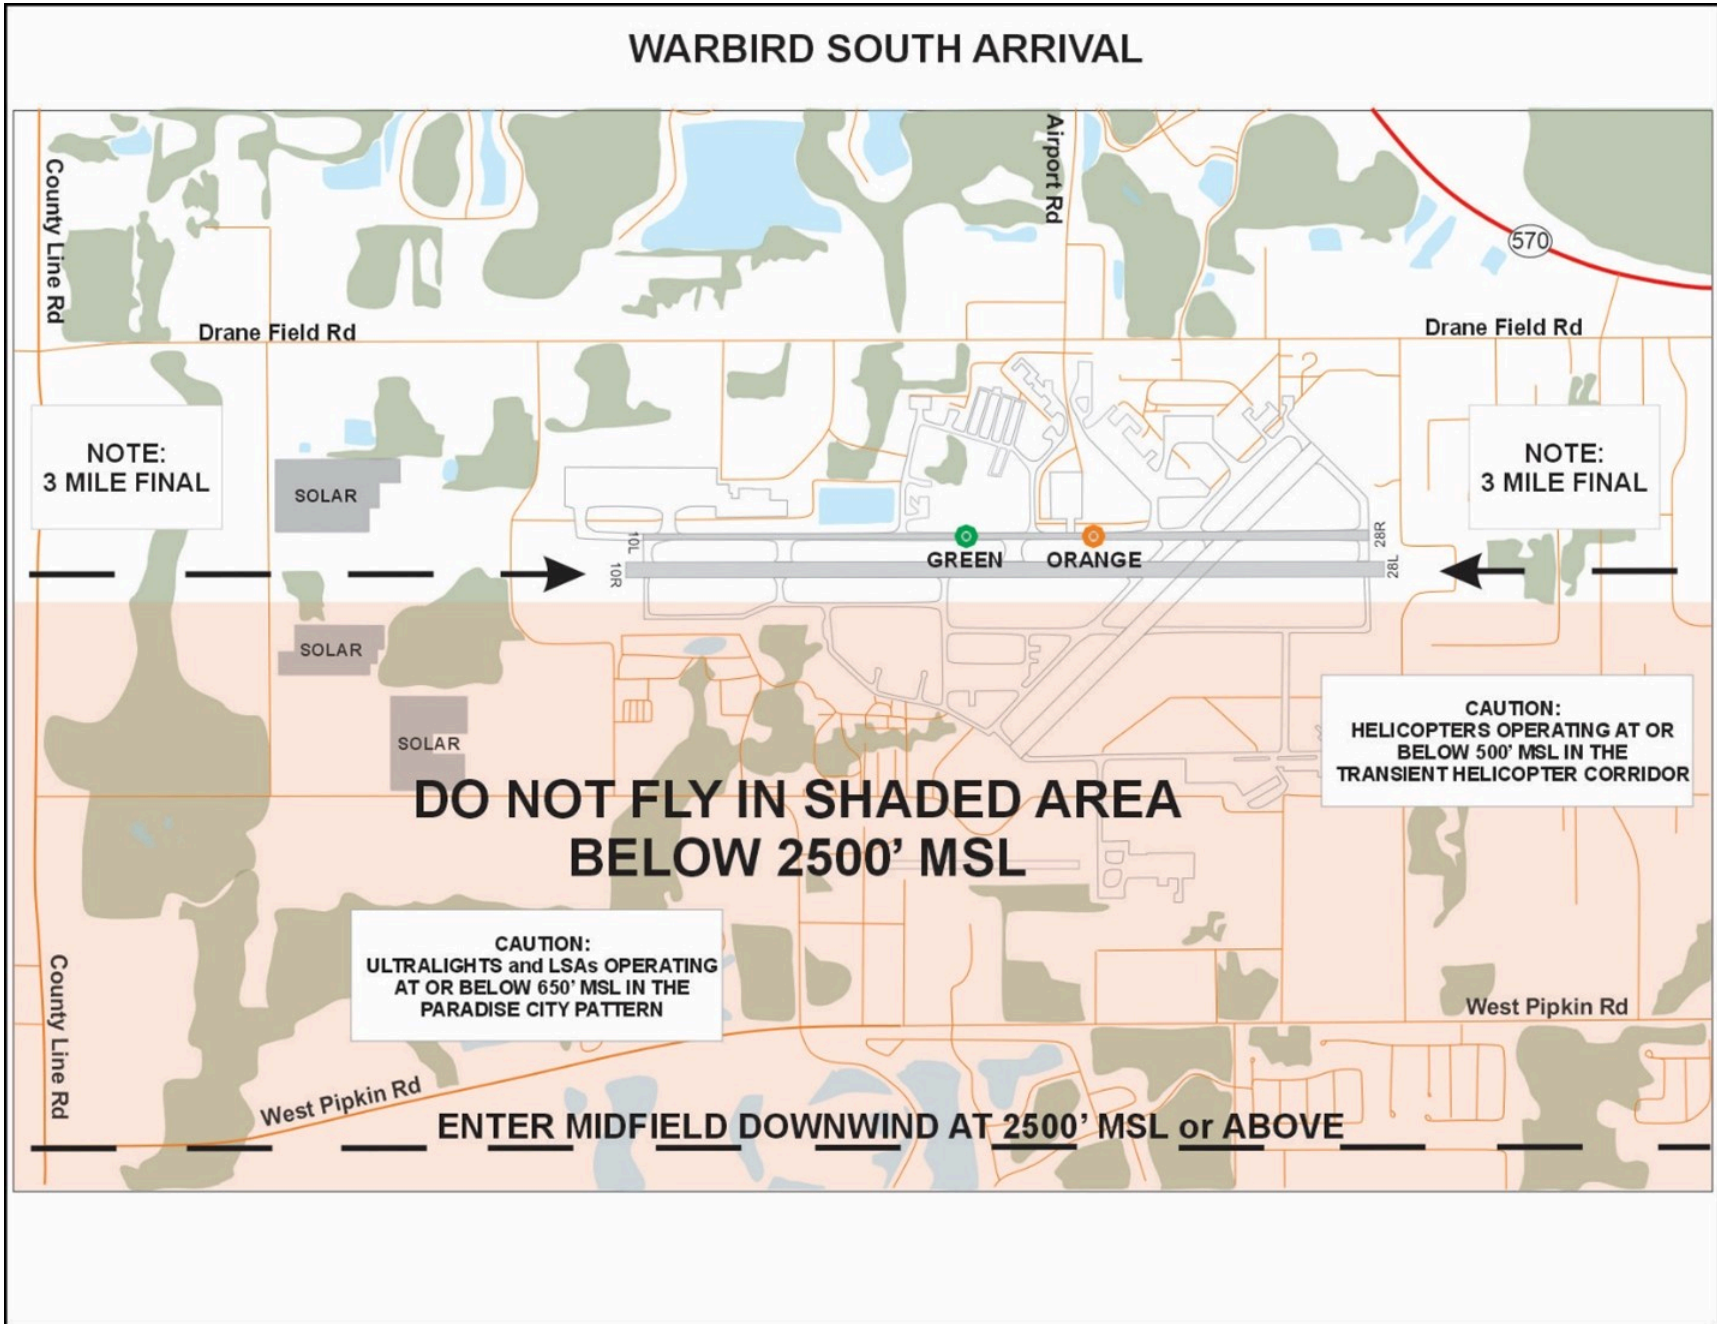 WARBIRD SOUTH ARRIVAL
County Line Rd
Airport Rd
570
Drane Field Rd
Drane Field Rd
NOTE:
3 MILE FINAL
SOLAR
NOTE:
3 MILE FINAL
10L
28R
GREEN
ORANGE
10R
28L
SOLAR
SOLAR
CAUTION:
HELICOPTERS OPERATING AT OR
BELOW 500’ MSL IN THE
TRANSIENT HELICOPTER CORRIDOR
DO NOT FLY IN SHADED AREA
BELOW 2500’ MSL
CAUTION:
ULTRALIGHTS and LSAs OPERATING
AT OR BELOW 650’ MSL IN THE
PARADISE CITY PATTERN
County Line Rd
West Pipkin Rd
West Pipkin Rd
ENTER MIDFIELD DOWNWIND AT 2500’ MSL or ABOVE